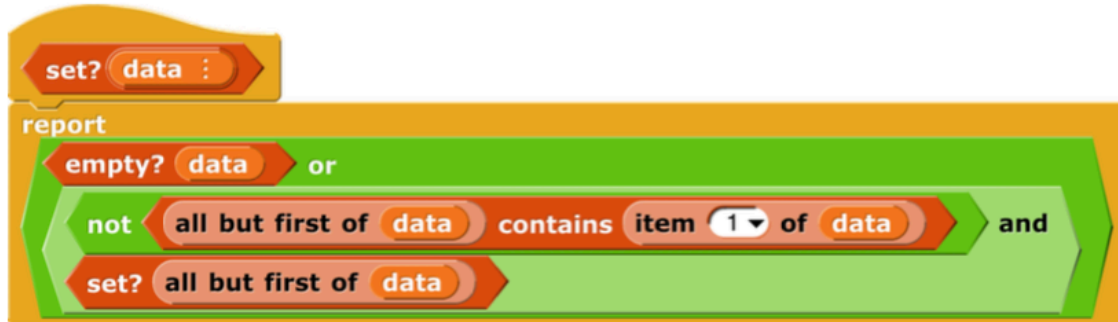 set? data ⋮
report
empty? data or
not all but first of data contains item 1 of data and
set? all but first of data